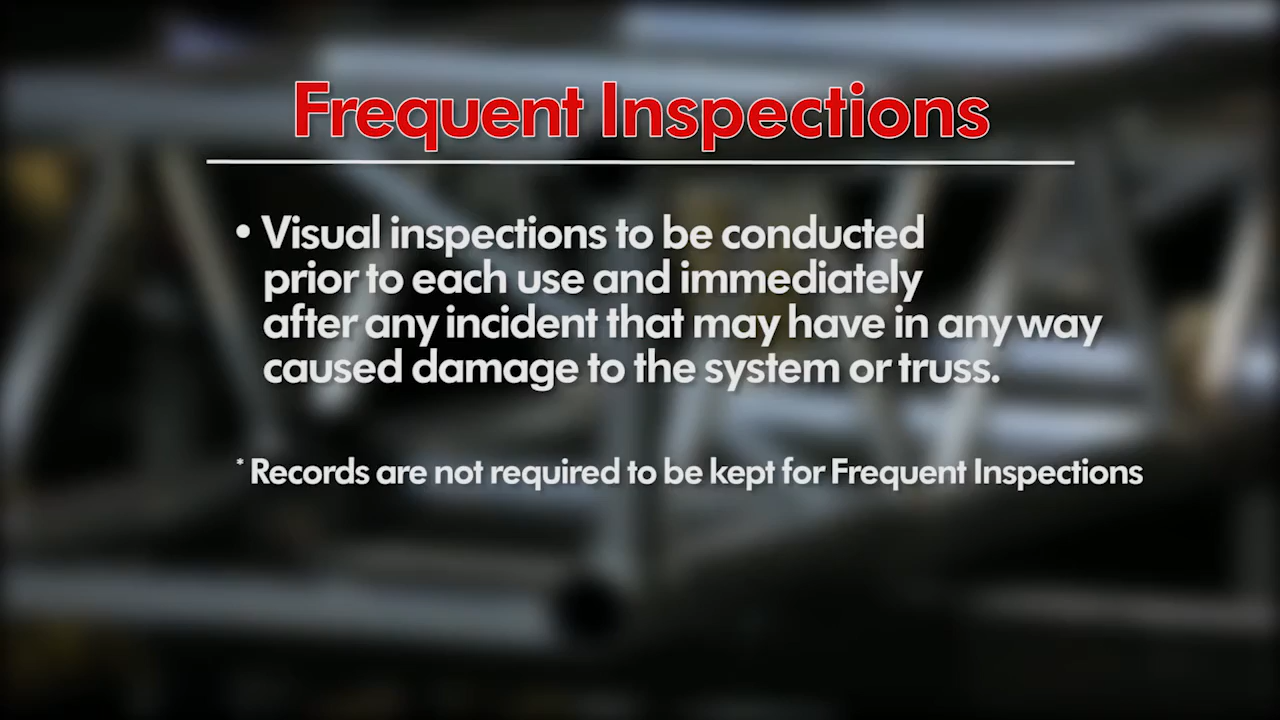 Frequent Inspections
• Visual inspections to be conducted
prior to each use and immediately
after any incident that may have in any way
caused damage to the system or truss.
* Records are not required to be kept for Frequent Inspections